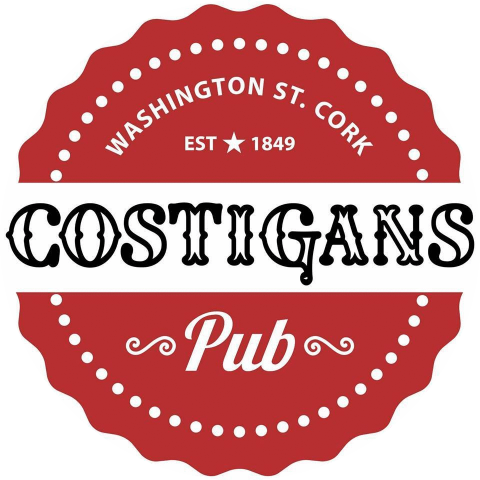 WASHINGTON ST. CORK
EST ★ 1849
COSTIGANS
Pub